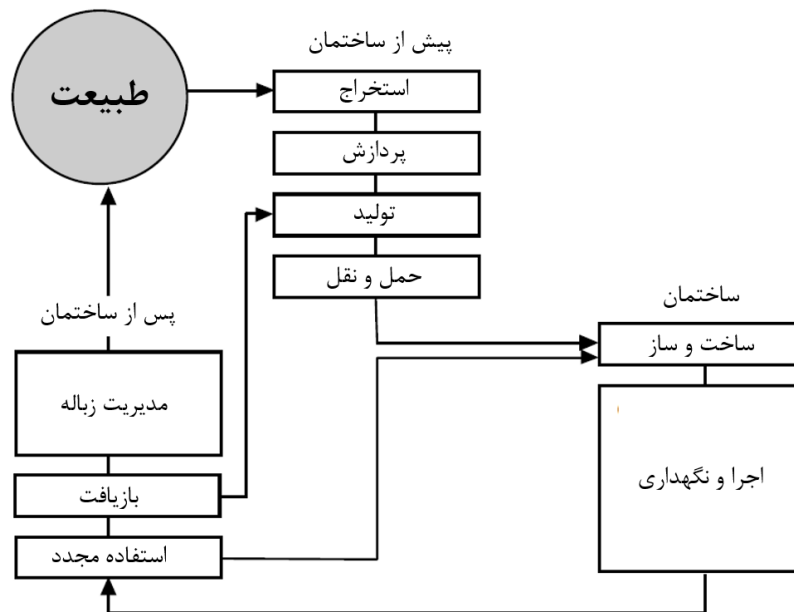 طبیعت
پیش از ساختمان
استخراج
پردازش
تولید
حمل و نقل
ساختمان
ساخت و ساز
اجرا و نگهداری
پس از ساختمان
مدیریت زباله
بازیافت
استفاده مجدد